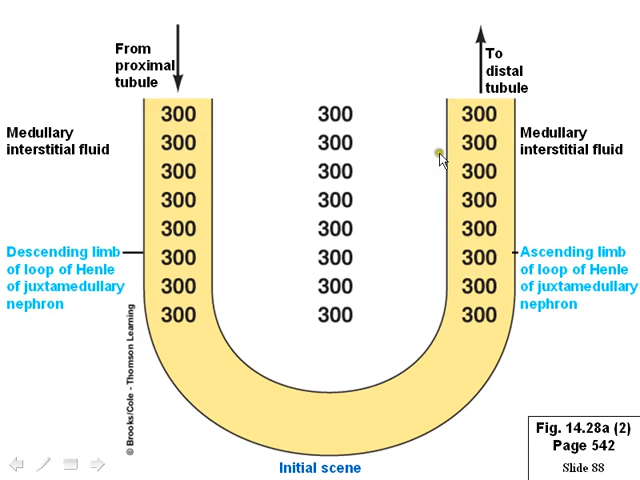 From
proximal
tubule
To
distal
tubule
Medullary
interstitial fluid
Medullary
interstitial fluid
300 300 300
300 300 300
300 300 300
300 300 300
300 300 300
300 300 300
300 300 300
300 300 300
Descending limb
of loop of Henle
of juxtamedullary
nephron
Ascending limb
of loop of Henle
of juxtamedullary
nephron
© Brooks/Cole - Thomson Learning
Initial scene
Fig. 14.28a (2)
Page 542
Slide 88